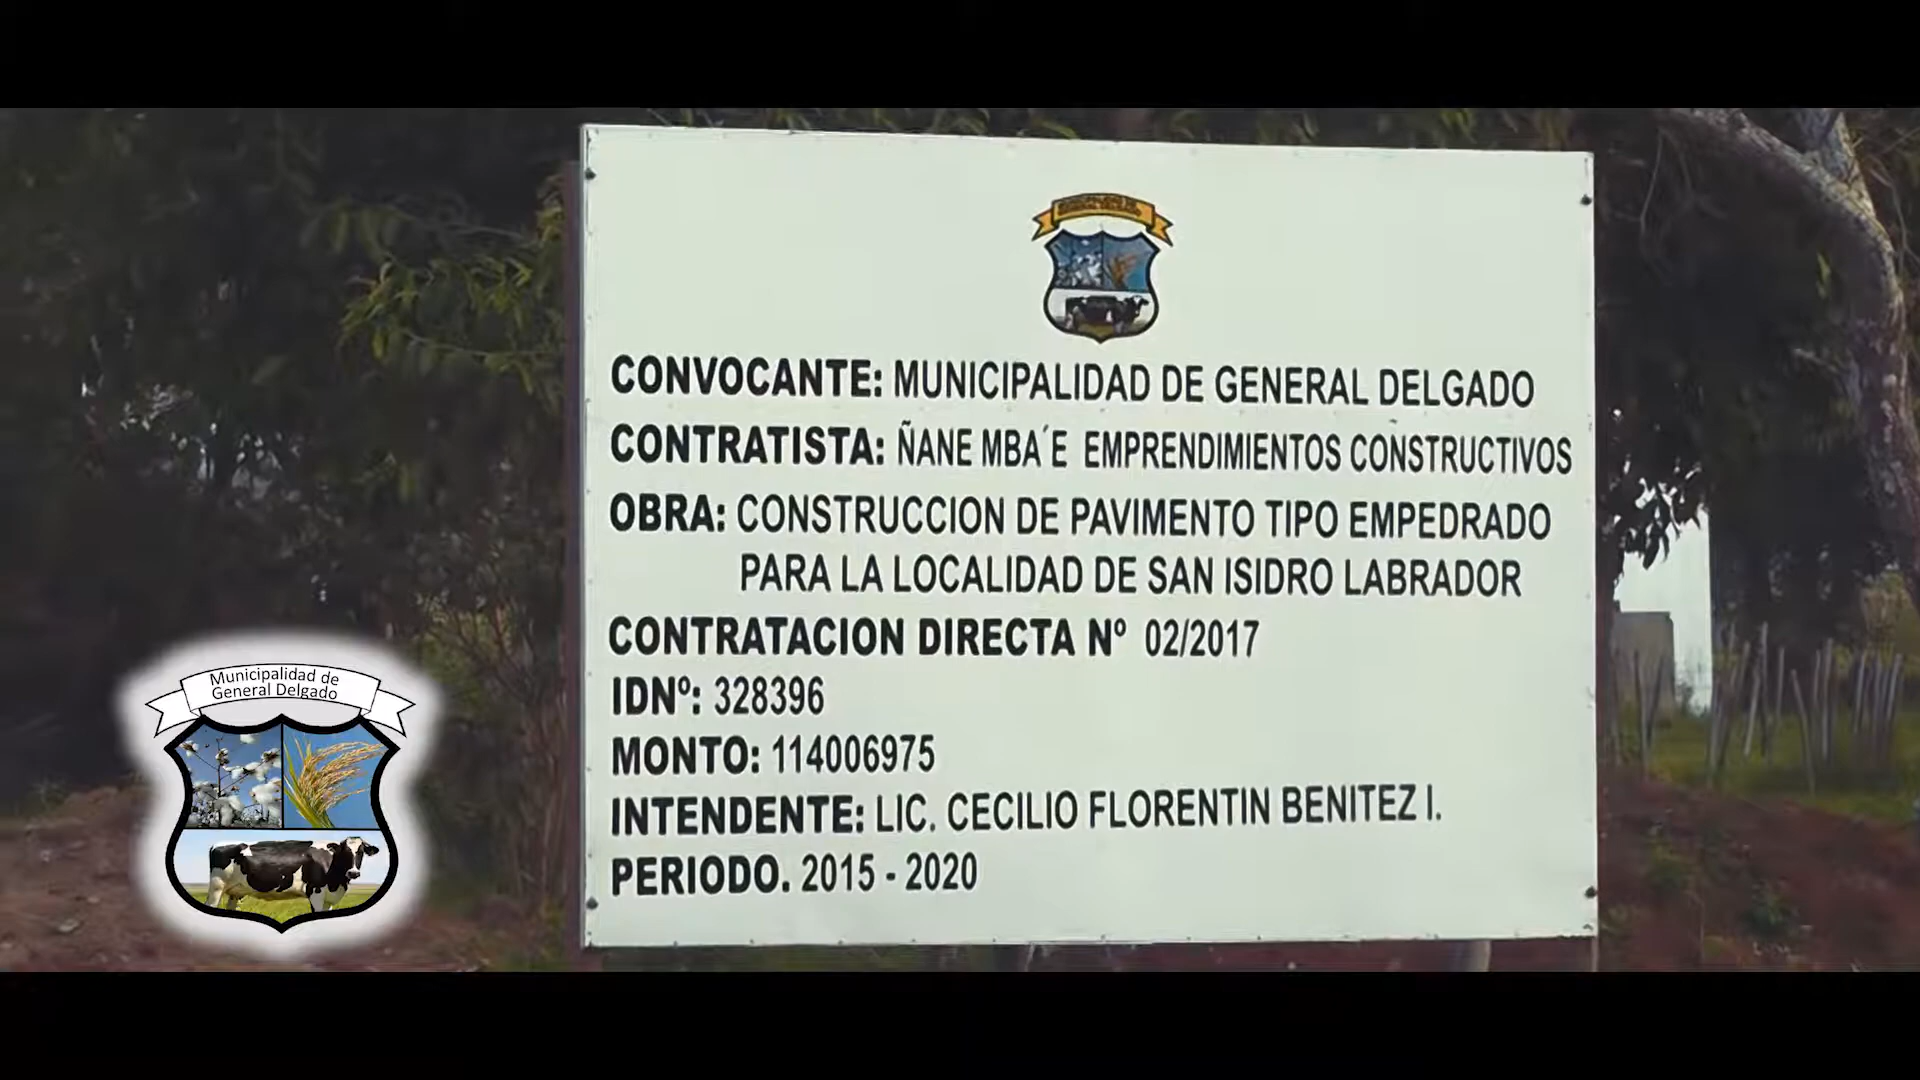 CONVOCANTE: MUNICIPALIDAD DE GENERAL DELGADO
CONTRATISTA: ÑANE MBA´E EMPRENDIMIENTOS CONSTRUCTIVOS
OBRA: CONSTRUCCION DE PAVIMENTO TIPO EMPEDRADO
PARA LA LOCALIDAD DE SAN ISIDRO LABRADOR
CONTRATACION DIRECTA Nº 02/2017
IDNº: 328396
MONTO: 114006975
INTENDENTE: LIC. CECILIO FLORENTIN BENITEZ I.
PERIODO. 2015 - 2020
Municipalidad de
General Delgado